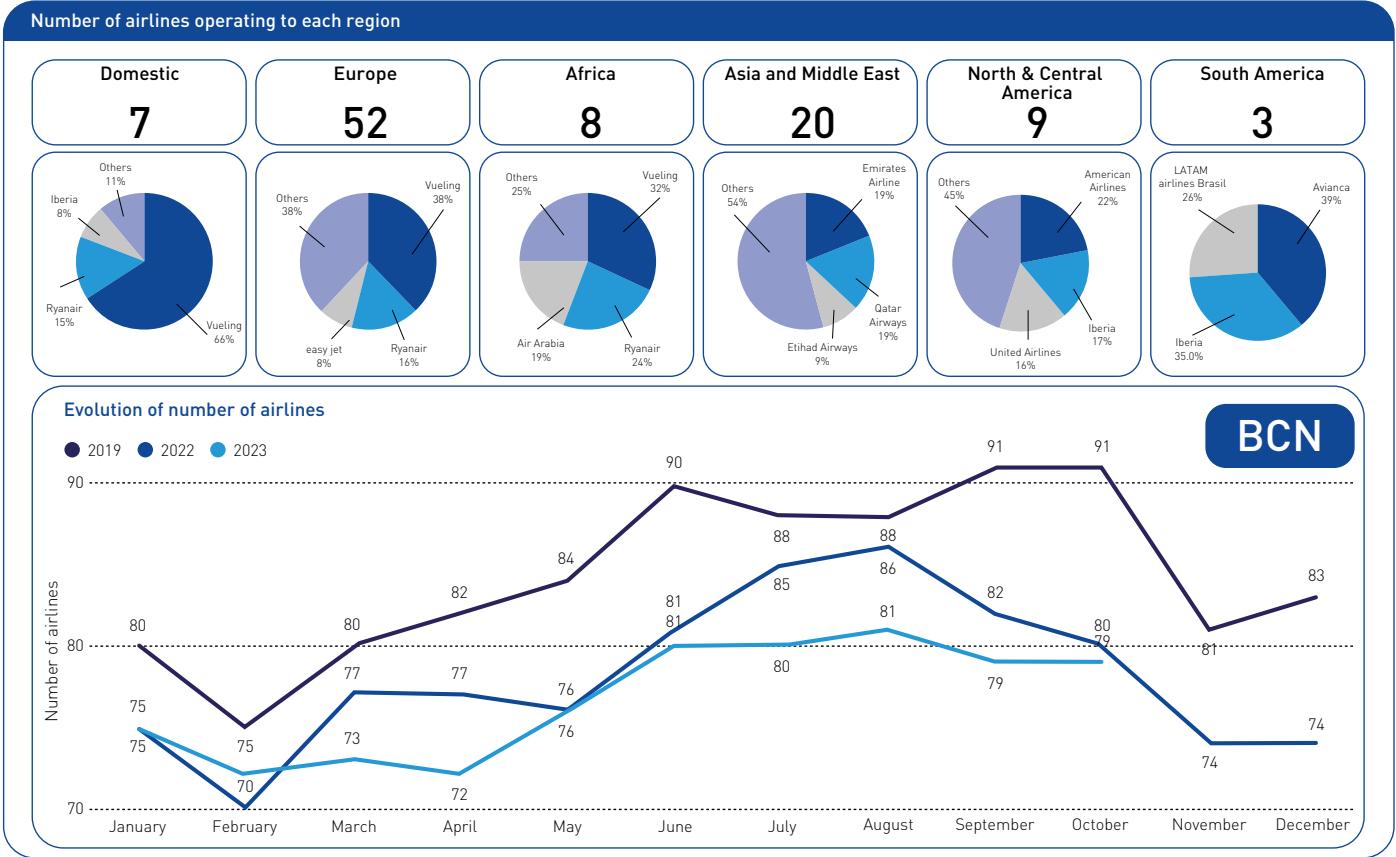 Number of airlines operating to each region
Domestic
7
Europe
52
Africa
8
Asia and Middle East
20
North & Central
America
9
South America
3
Others
11%
Iberia
8%
Ryanair
15%
Vueling
66%
Others
38%
Vueling
38%
easy jet
8%
Ryanair
16%
Others
25%
Vueling
32%
Air Arabia
19%
Ryanair
24%
Others
54%
Emirates
Airline
19%
Qatar
Airways
19%
Etihad Airways
9%
Others
45%
American
Airlines
22%
Iberia
17%
United Airlines
16%
LATAM
airlines Brasil
26%
Avianca
39%
Iberia
35.0%
Evolution of number of airlines
BCN
2019 2022 2023
Number of airlines
90
80
70
80
75
80
82
84
90
88
88
91
91
81
83
75
70
77
77
76
81
85
86
82
80
74
74
75
73
72
76
81
80
81
79
79
January February March April May June July August September October November December